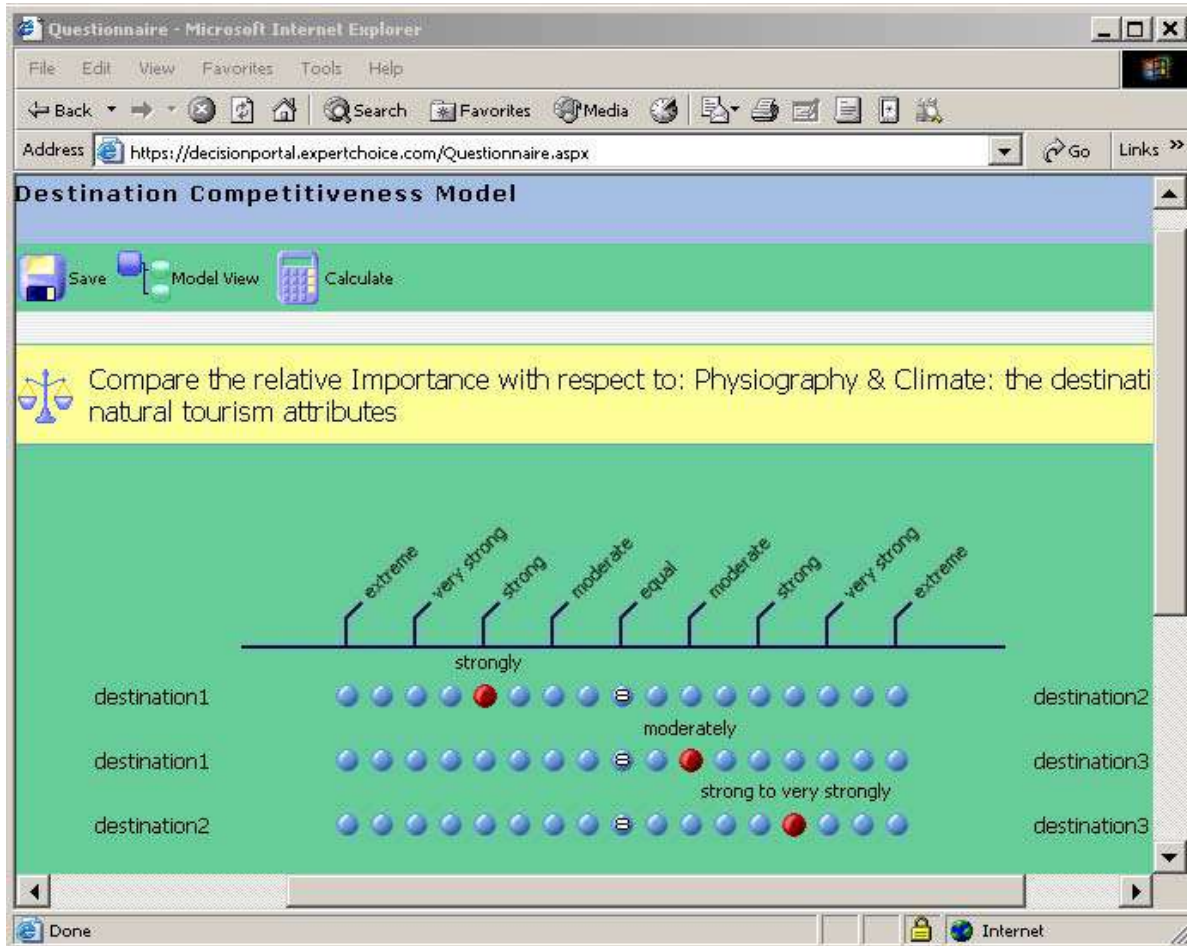 Questionnaire - Microsoft Internet Explorer
File Edit View Favorites Tools Help
Back Search Favorites Media
Address https://decisionportal.expertchoice.com/Questionnaire.aspx Go Links »
Destination Competitiveness Model
Save Model View Calculate
Compare the relative Importance with respect to: Physiography & Climate: the destinati
natural tourism attributes
extreme very strong strong moderate equal moderate strong very strong extreme
strongly
destination1 = destination2
moderately
destination1 = destination3
strong to very strongly
destination2 = destination3
Done Internet